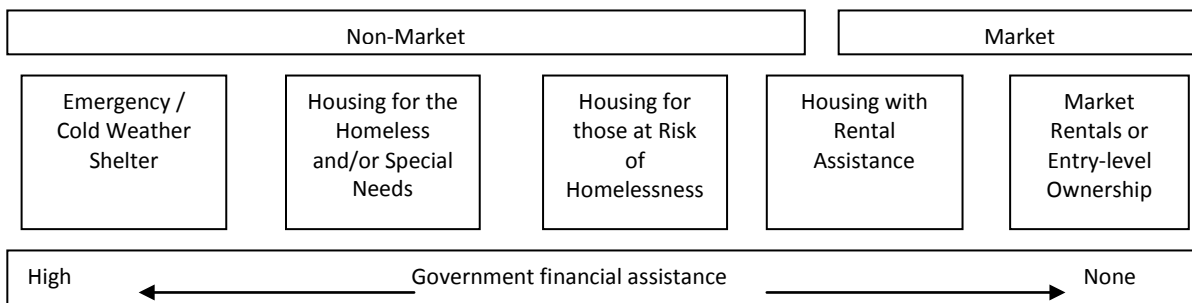 Non-Market
Market
Emergency /
Cold Weather
Shelter
Housing for the
Homeless
and/or Special
Needs
Housing for
those at Risk
of
Homelessness
Housing with
Rental
Assistance
Market
Rentals or
Entry-level
Ownership
High
Government financial assistance
None